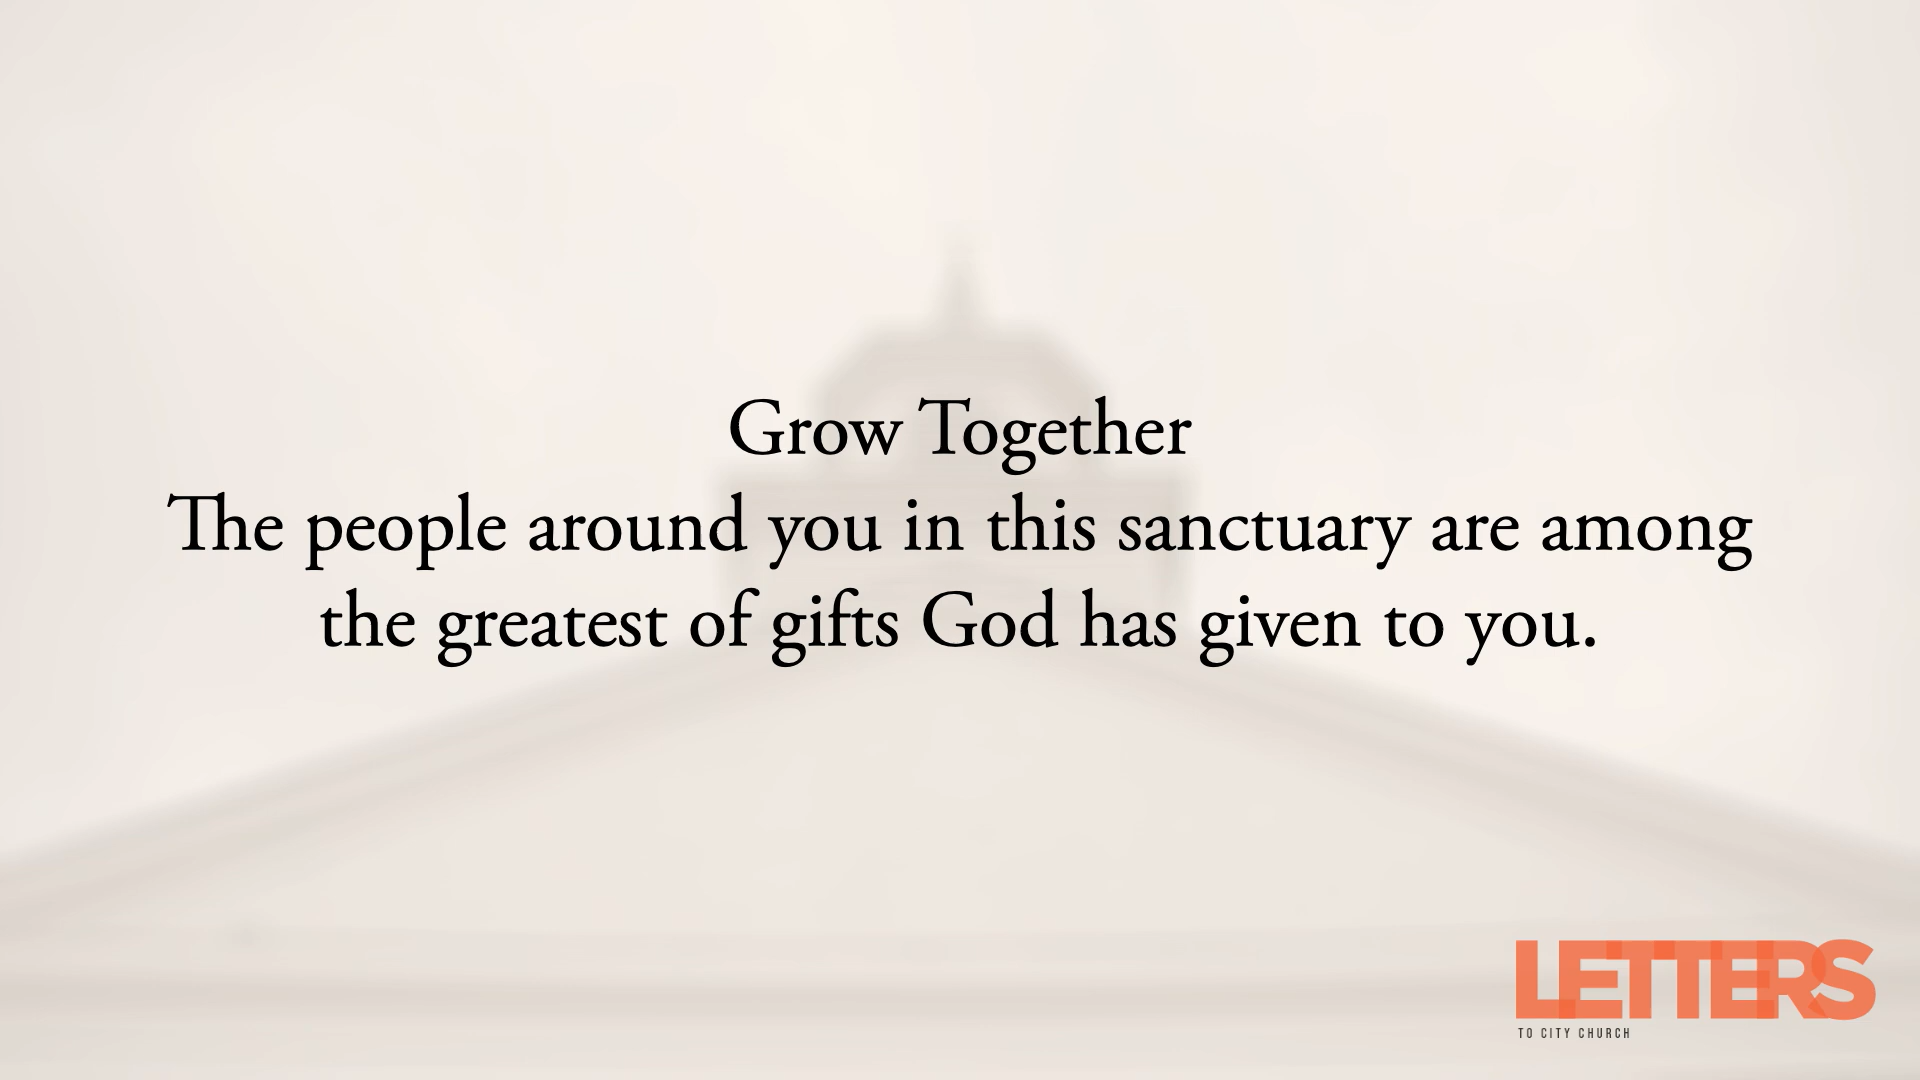 Grow Together
The people around you in this sanctuary are among
the greatest of gifts God has given to you.
LETTERS
TO CITY CHURCH